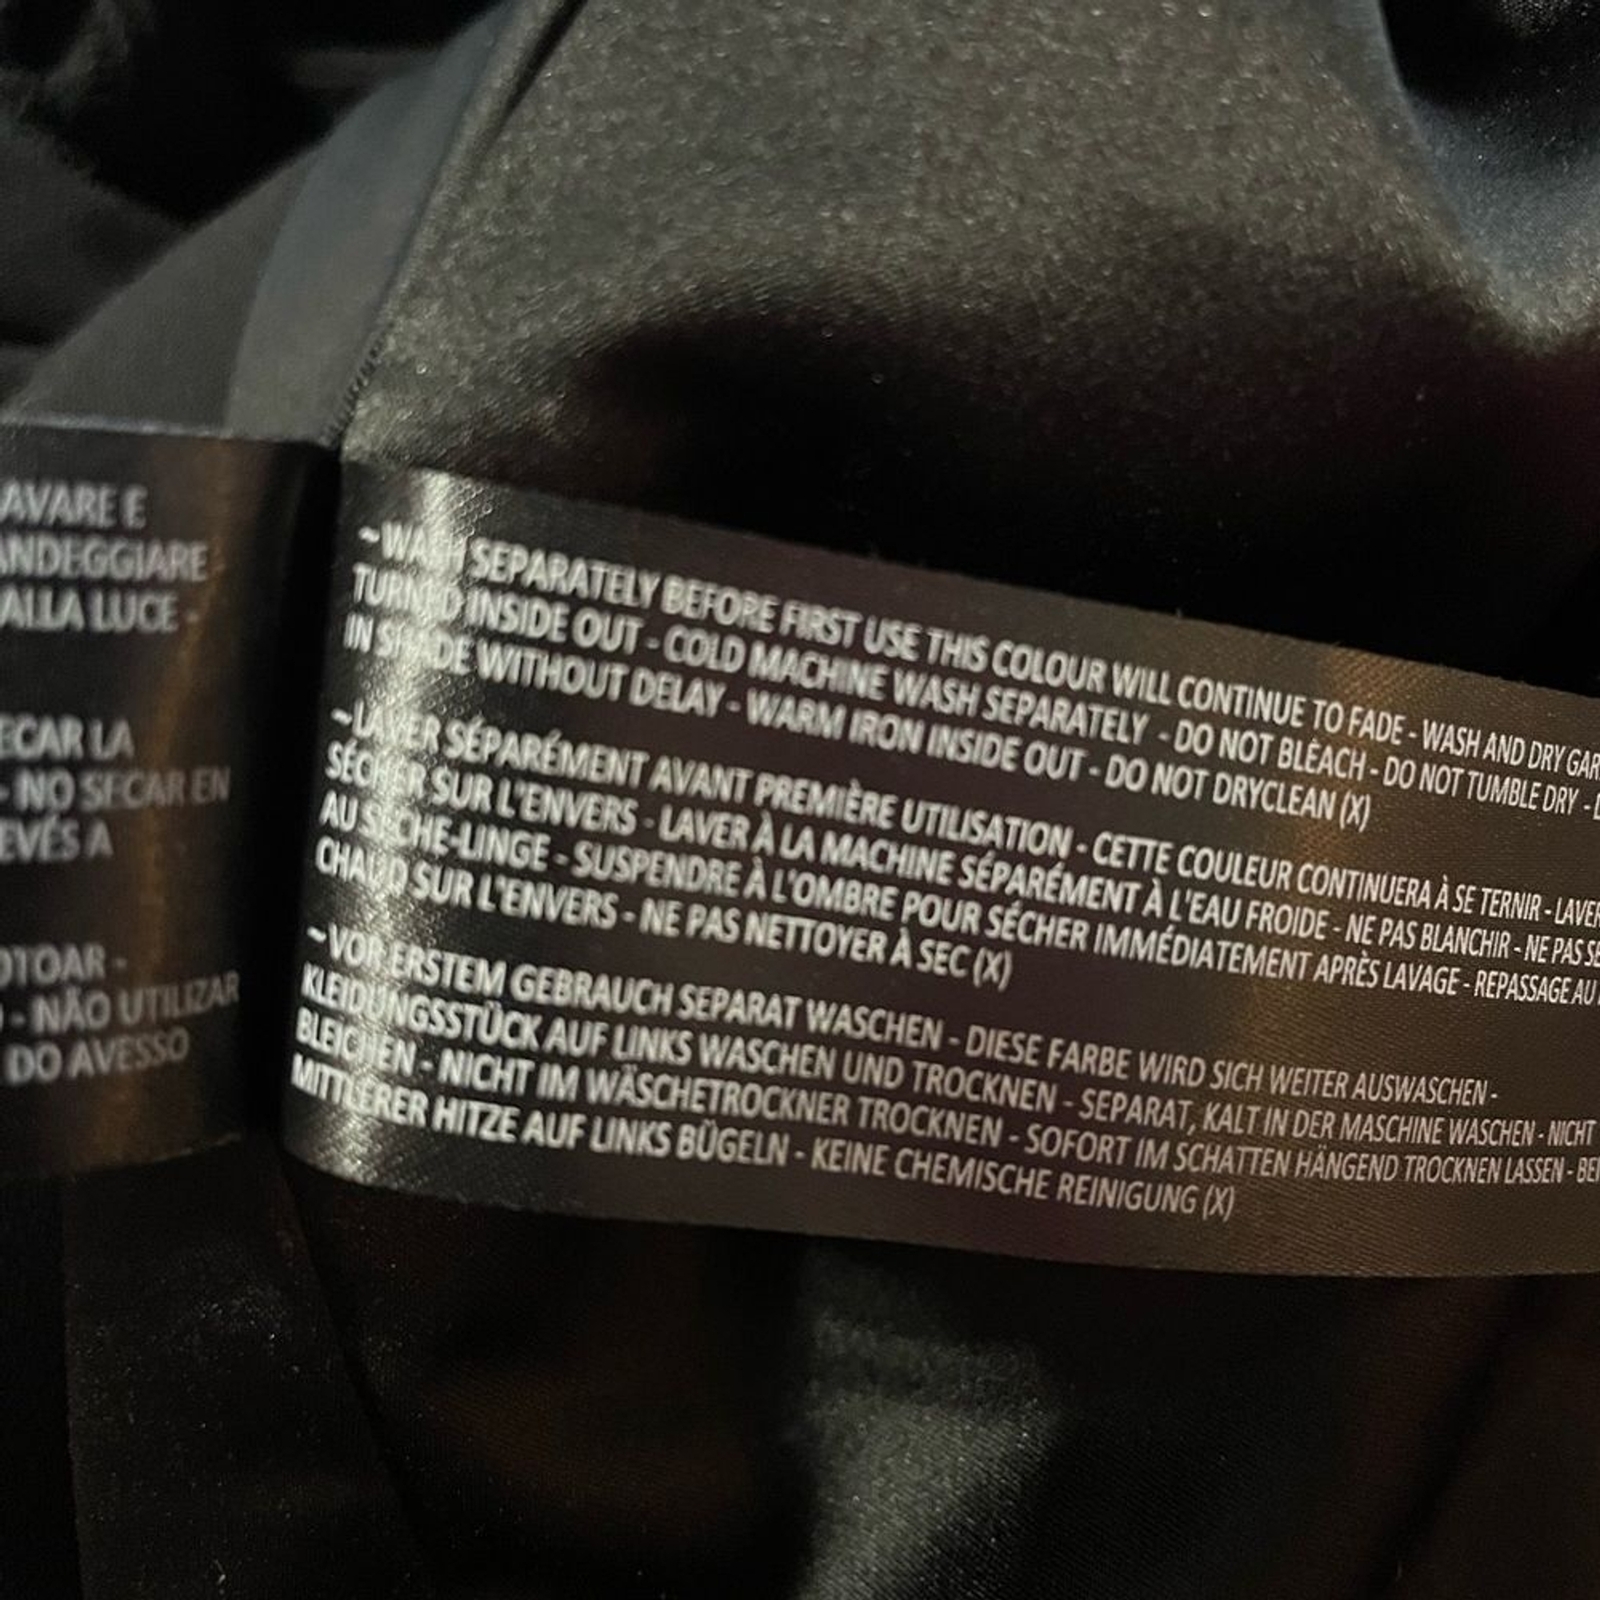 AVARE E
ANDEGGIARE
ALLA LUCE -
ECAR LA
- NO SECAR EN
EVÉS A
OTOAR -
- NÃO UTILIZAR
DO AVESSO
~WASH SEPARATELY BEFORE FIRST USE THIS COLOUR WILL CONTINUE TO FADE - WASH AND DRY GAR
TURNED INSIDE OUT - COLD MACHINE WASH SEPARATELY - DO NOT BLEACH - DO NOT TUMBLE DRY - D
IN SHADE WITHOUT DELAY - WARM IRON INSIDE OUT - DO NOT DRYCLEAN (X)
~LAVER SÉPARÉMENT AVANT PREMIÈRE UTILISATION - CETTE COULEUR CONTINUERA À SE TERNIR - LAVER
SÉCHER SUR L'ENVERS - LAVER À LA MACHINE SÉPARÉMENT À L'EAU FROIDE - NE PAS BLANCHIR - NE PAS SÉ
AU SÈCHE-LINGE - SUSPENDRE À L'OMBRE POUR SÉCHER IMMÉDIATEMENT APRÈS LAVAGE - REPASSAGE AU
CHAUD SUR L'ENVERS - NE PAS NETTOYER À SEC (X)
~VOR ERSTEM GEBRAUCH SEPARAT WASCHEN - DIESE FARBE WIRD SICH WEITER AUSWASCHEN -
KLEIDUNGSSTÜCK AUF LINKS WASCHEN UND TROCKNEN - SEPARAT, KALT IN DER MASCHINE WASCHEN - NICHT
BLEICHEN - NICHT IM WÄSCHETROCKNER TROCKNEN - SOFORT IM SCHATTEN HÄNGEND TROCKNEN LASSEN - BEI
MITTLERER HITZE AUF LINKS BÜGELN - KEINE CHEMISCHE REINIGUNG (X)